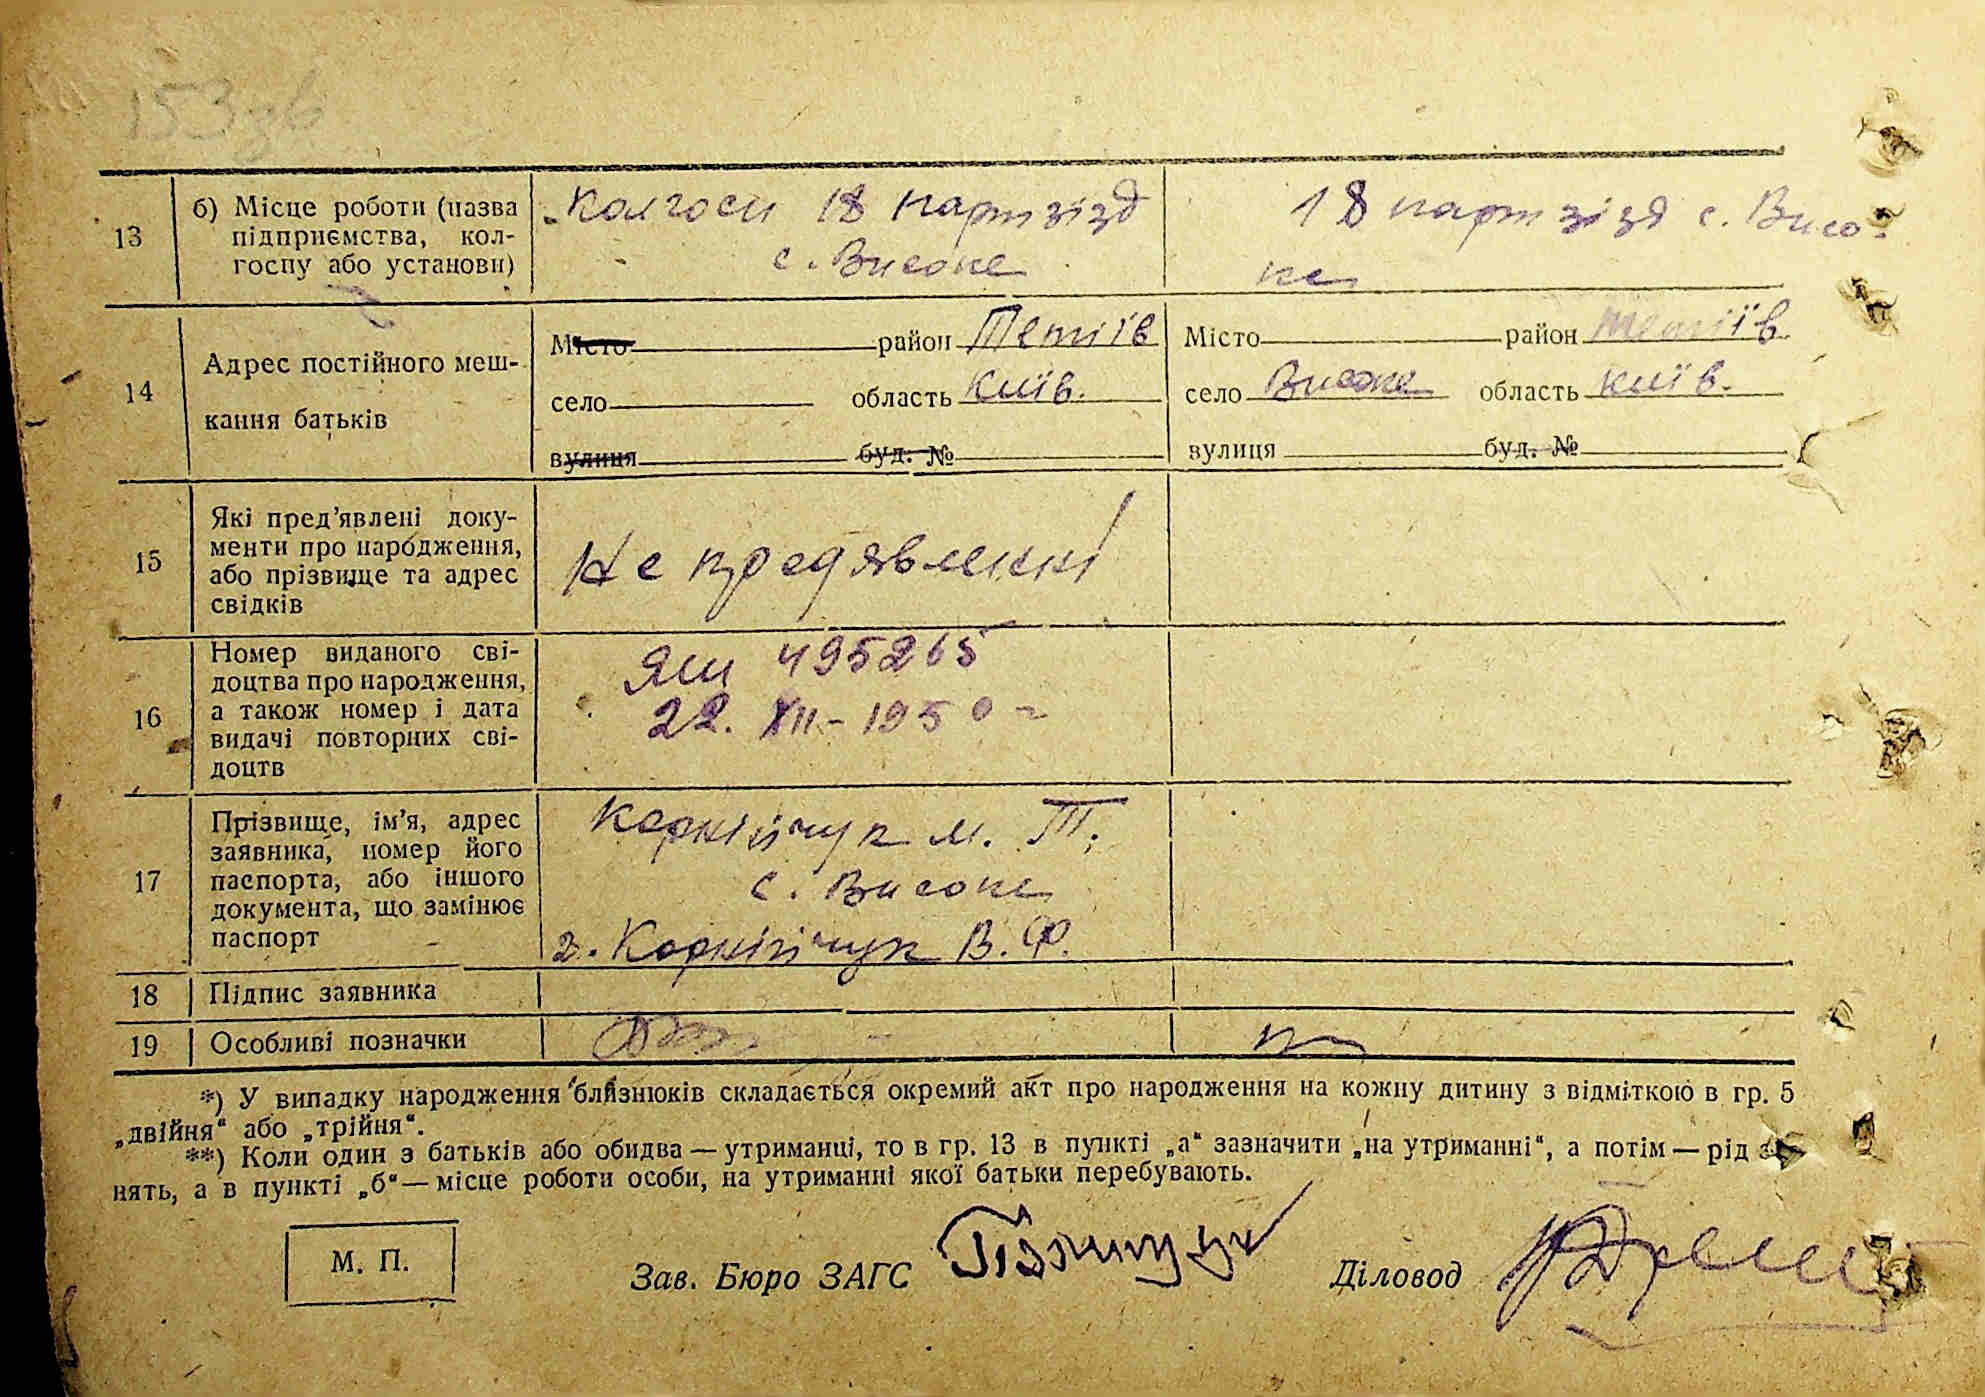 153зв
13
б) Місце роботи (назва
підприємства, кол-
госпу або установи)
Колгосп 18 партзізд
с. Високе
18 партзізд с. Висо-
ке
14
Адрес постійного меш-
кання батьків
Місто район Тетіїв
село область Київ.
вулиця буд. №
Місто район Тетіїв
село Високе область Київ.
вулиця буд. №
15
Які пред'явлені доку-
менти про народження,
або прізвище та адрес
свідків
Не предявленні
16
Номер виданого сві-
доцтва про народження,
а також номер і дата
видачі повторних сві-
доцтв
ЯШ 495265
22. XII - 1950
17
Прізвище, ім'я, адрес
заявника, номер його
паспорта, або іншого
документа, що замінює
паспорт
Корнійчук М. Т.
с. Високе
2. Корнійчук В. Ф.
18
Підпис заявника
19
Особливі позначки
*) У випадку народження близнюків складається окремий акт про народження на кожну дитину з відміткою в гр. 5
„двійня“ або „трійня“.
**) Коли один з батьків або обидва — утриманці, то в гр. 13 в пункті „а“ зазначити „на утриманні“, а потім — рід за-
нять, а в пункті „б“ — місце роботи особи, на утриманні якої батьки перебувають.
М. П.
Зав. Бюро ЗАГС
Діловод